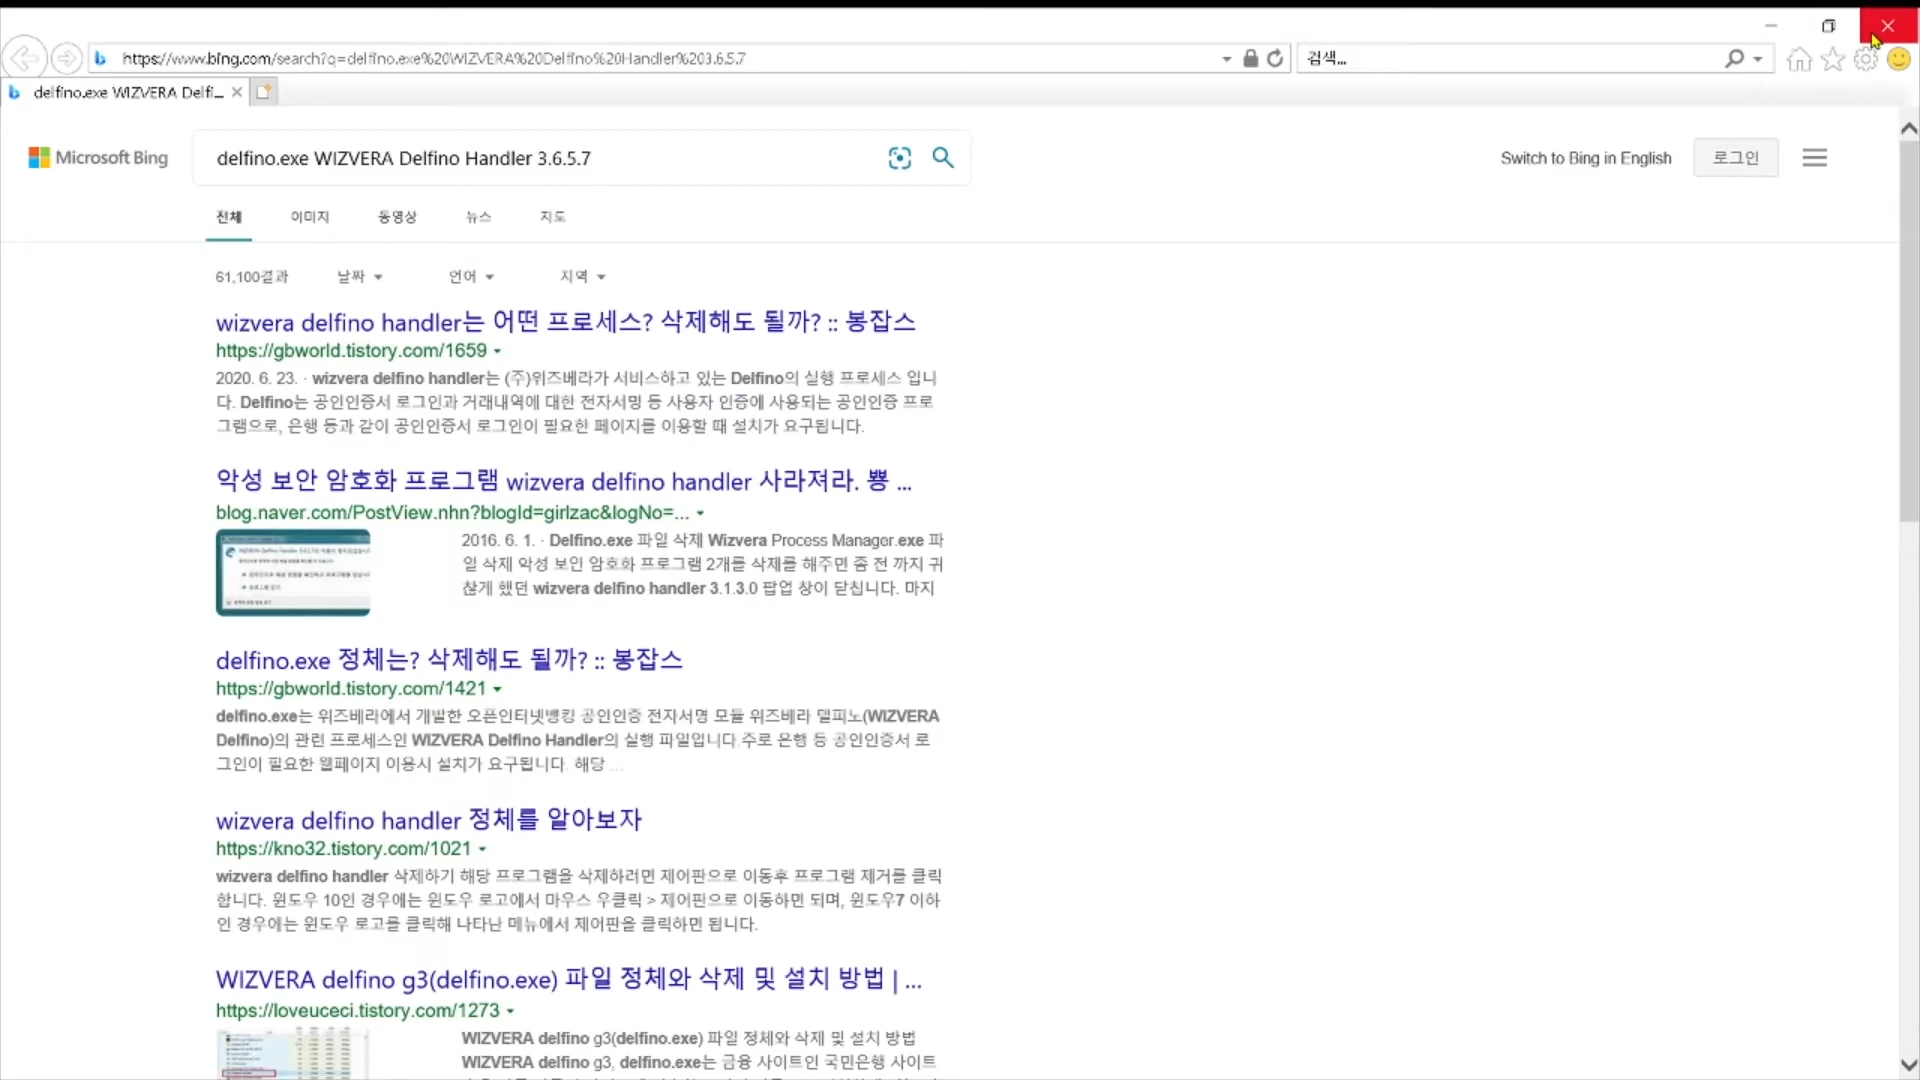 https://www.bing.com/search?q=delfino.exe%20WIZVERA%20Delfino%20Handler%203.6.5.7
검색...
delfino.exe WIZVERA Delfi...
Microsoft Bing
delfino.exe WIZVERA Delfino Handler 3.6.5.7
Switch to Bing in English
로그인
전체
이미지
동영상
뉴스
지도
61,100결과
날짜
언어
지역
wizvera delfino handler는 어떤 프로세스? 삭제해도 될까? :: 봉잡스
https://gbworld.tistory.com/1659
2020. 6. 23. · wizvera delfino handler는 (주)위즈베라가 서비스하고 있는 Delfino의 실행 프로세스 입니
다. Delfino는 공인인증서 로그인과 거래내역에 대한 전자서명 등 사용자 인증에 사용되는 공인인증 프로
그램으로, 은행 등과 같이 공인인증서 로그인이 필요한 페이지를 이용할 때 설치가 요구됩니다.
악성 보안 암호화 프로그램 wizvera delfino handler 사라져라. 뿅 ...
blog.naver.com/PostView.nhn?blogId=girlzac&logNo=...
2016. 6. 1. · Delfino.exe 파일 삭제 Wizvera Process Manager.exe 파
일 삭제 악성 보안 암호화 프로그램 2개를 삭제를 해주면 좀 전 까지 귀
찮게 했던 wizvera delfino handler 3.1.3.0 팝업 창이 닫칩니다. 마지
delfino.exe 정체는? 삭제해도 될까? :: 봉잡스
https://gbworld.tistory.com/1421
delfino.exe는 위즈베라에서 개발한 오픈인터넷뱅킹 공인인증 전자서명 모듈 위즈베라 델피노(WIZVERA
Delfino)의 관련 프로세스인 WIZVERA Delfino Handler의 실행 파일입니다.주로 은행 등 공인인증서 로
그인이 필요한 웹페이지 이용시 설치가 요구됩니다. 해당 ...
wizvera delfino handler 정체를 알아보자
https://kno32.tistory.com/1021
wizvera delfino handler 삭제하기 해당 프로그램을 삭제하려면 제어판으로 이동후 프로그램 제거를 클릭
합니다. 윈도우 10인 경우에는 윈도우 로고에서 마우스 우클릭 > 제어판으로 이동하면 되며, 윈도우7 이하
인 경우에는 윈도우 로고를 클릭해 나타난 메뉴에서 제어판을 클릭하면 됩니다.
WIZVERA delfino g3(delfino.exe) 파일 정체와 삭제 및 설치 방법 | ...
https://loveuceci.tistory.com/1273
WIZVERA delfino g3(delfino.exe) 파일 정체와 삭제 및 설치 방법
WIZVERA delfino g3, delfino.exe는 금융 사이트인 국민은행 사이트